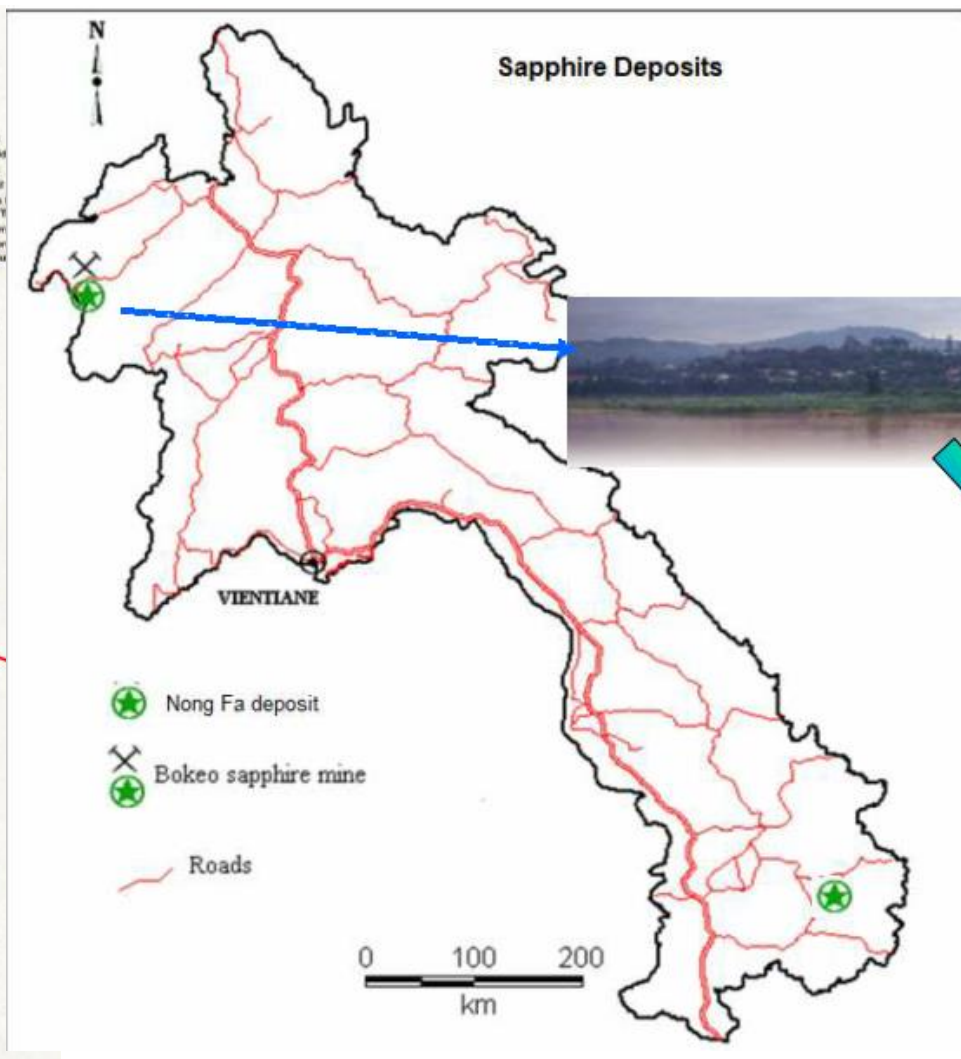 N
Sapphire Deposits
VIENTIANE
Nong Fa deposit
Bokeo sapphire mine
Roads
0 100 200
km